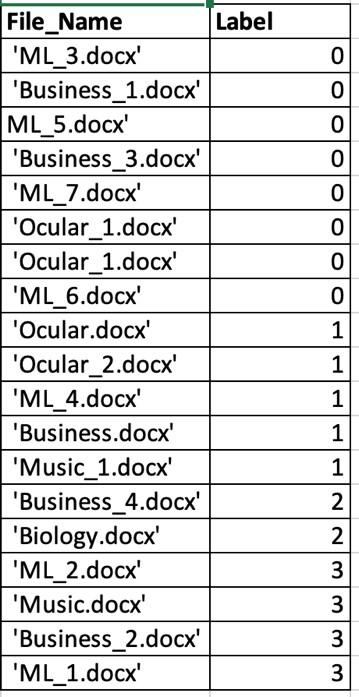 File_Name Label
'ML_3.docx' 0
'Business_1.docx' 0
ML_5.docx' 0
'Business_3.docx' 0
'ML_7.docx' 0
'Ocular_1.docx' 0
'Ocular_1.docx' 0
'ML_6.docx' 0
'Ocular.docx' 1
'Ocular_2.docx' 1
'ML_4.docx' 1
'Business.docx' 1
'Music_1.docx' 1
'Business_4.docx' 2
'Biology.docx' 2
'ML_2.docx' 3
'Music.docx' 3
'Business_2.docx' 3
'ML_1.docx' 3